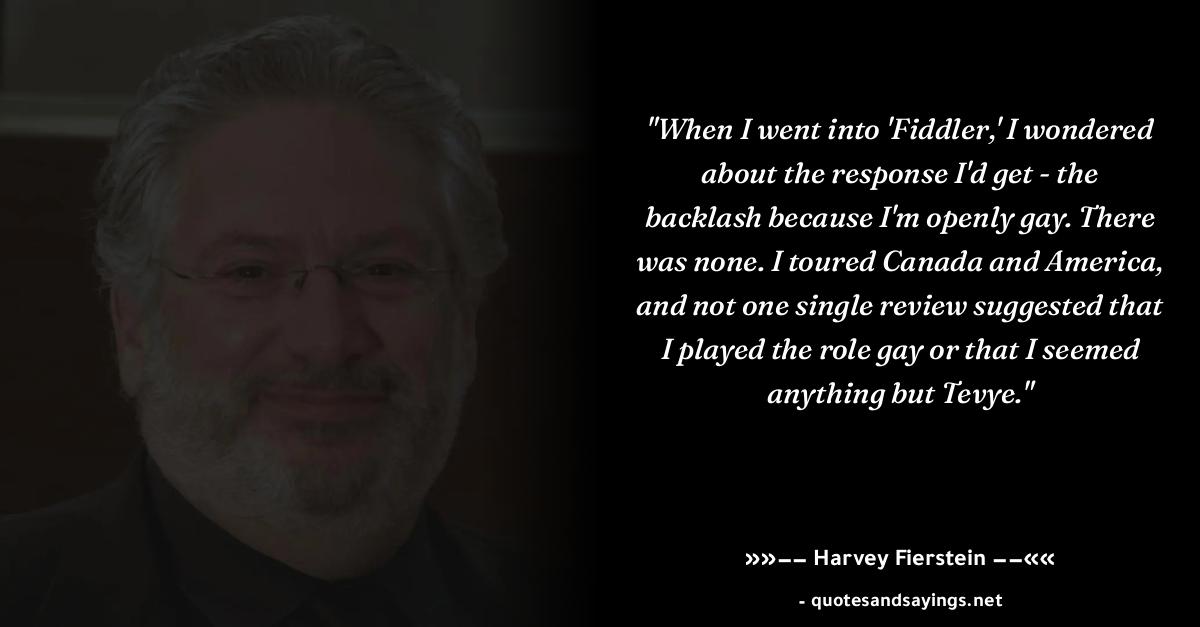 "When I went into 'Fiddler,' I wondered
about the response I'd get - the
backlash because I'm openly gay. There
was none. I toured Canada and America,
and not one single review suggested that
I played the role gay or that I seemed
anything but Tevye."
»»−− Harvey Fierstein −−««
- quotesandsayings.net